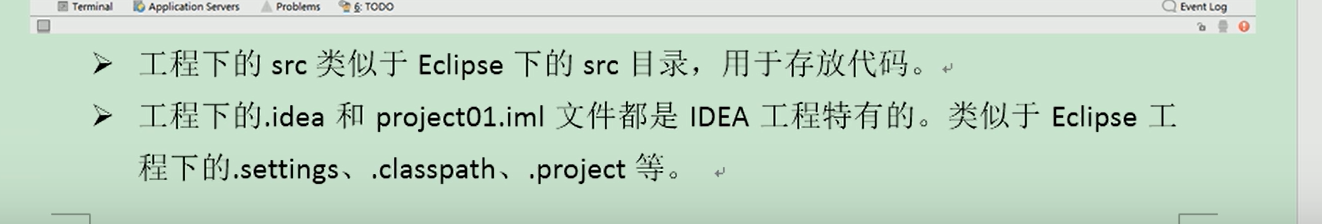 Terminal Application Servers Problems 6: TODO Event Log
➢ 工程下的 src 类似于 Eclipse 下的 src 目录，用于存放代码。
➢ 工程下的.idea 和 project01.iml 文件都是 IDEA 工程特有的。类似于 Eclipse 工
程下的.settings、.classpath、.project 等。